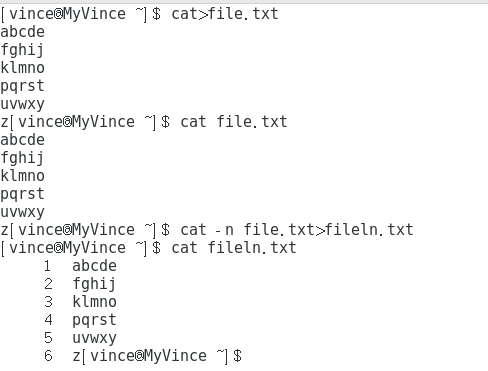 [vince@MyVince ~]$ cat>file.txt
abcde
fghij
klmno
pqrst
uvwxy
z[vince@MyVince ~]$ cat file.txt
abcde
fghij
klmno
pqrst
uvwxy
z[vince@MyVince ~]$ cat -n file.txt>fileln.txt
[vince@MyVince ~]$ cat fileln.txt
     1  abcde
     2  fghij
     3  klmno
     4  pqrst
     5  uvwxy
     6  z[vince@MyVince ~]$